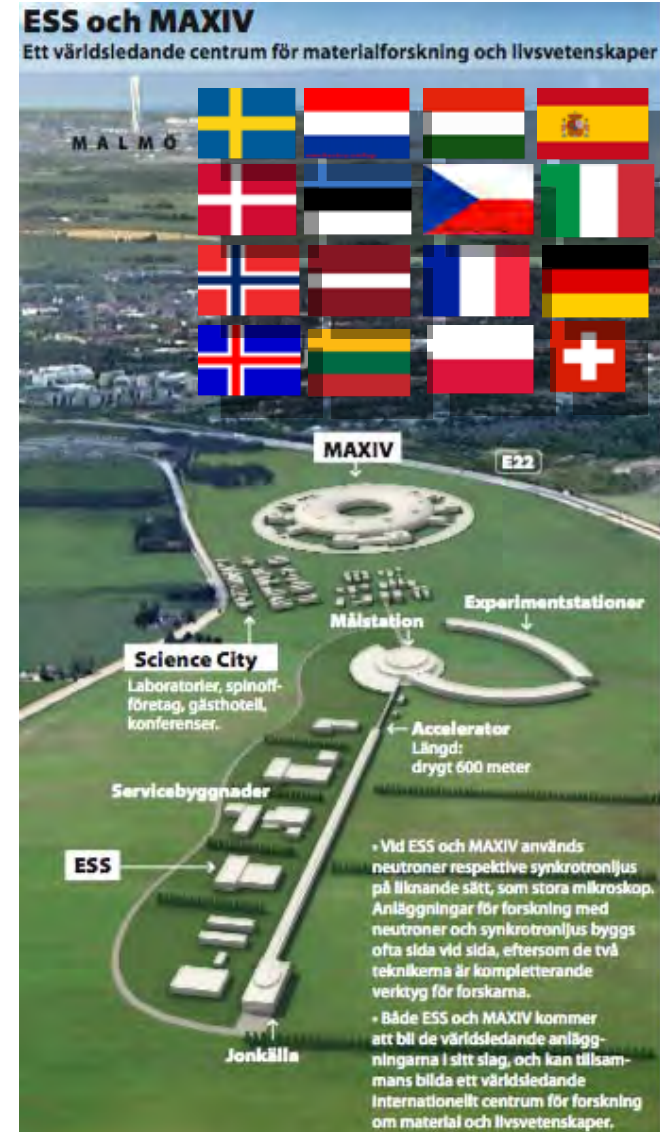 ESS och MAXIV
Ett världsledande centrum för materialforskning och livsvetenskaper
MALMÖ
MAXIV
E22
Experimentstationer
Målstation
Science City
Laboratorier, spinoff-
företag, gästhotell,
konferenser.
Accelerator
Längd:
drygt 600 meter
Servicebyggnader
ESS
• Vid ESS och MAXIV används
neutroner respektive synkrotronljus
på liknande sätt, som stora mikroskop.
Anläggningar för forskning med
neutroner och synkrotronljus byggs
ofta sida vid sida, eftersom de två
teknikerna är kompletterande
verktyg för forskarna.
• Både ESS och MAXIV kommer
att bli de världsledande anlägg-
ningarna i sitt slag, och kan tillsam-
mans bilda ett världsledande
internationellt centrum för forskning
om material och livsvetenskaper.
Jonkälla